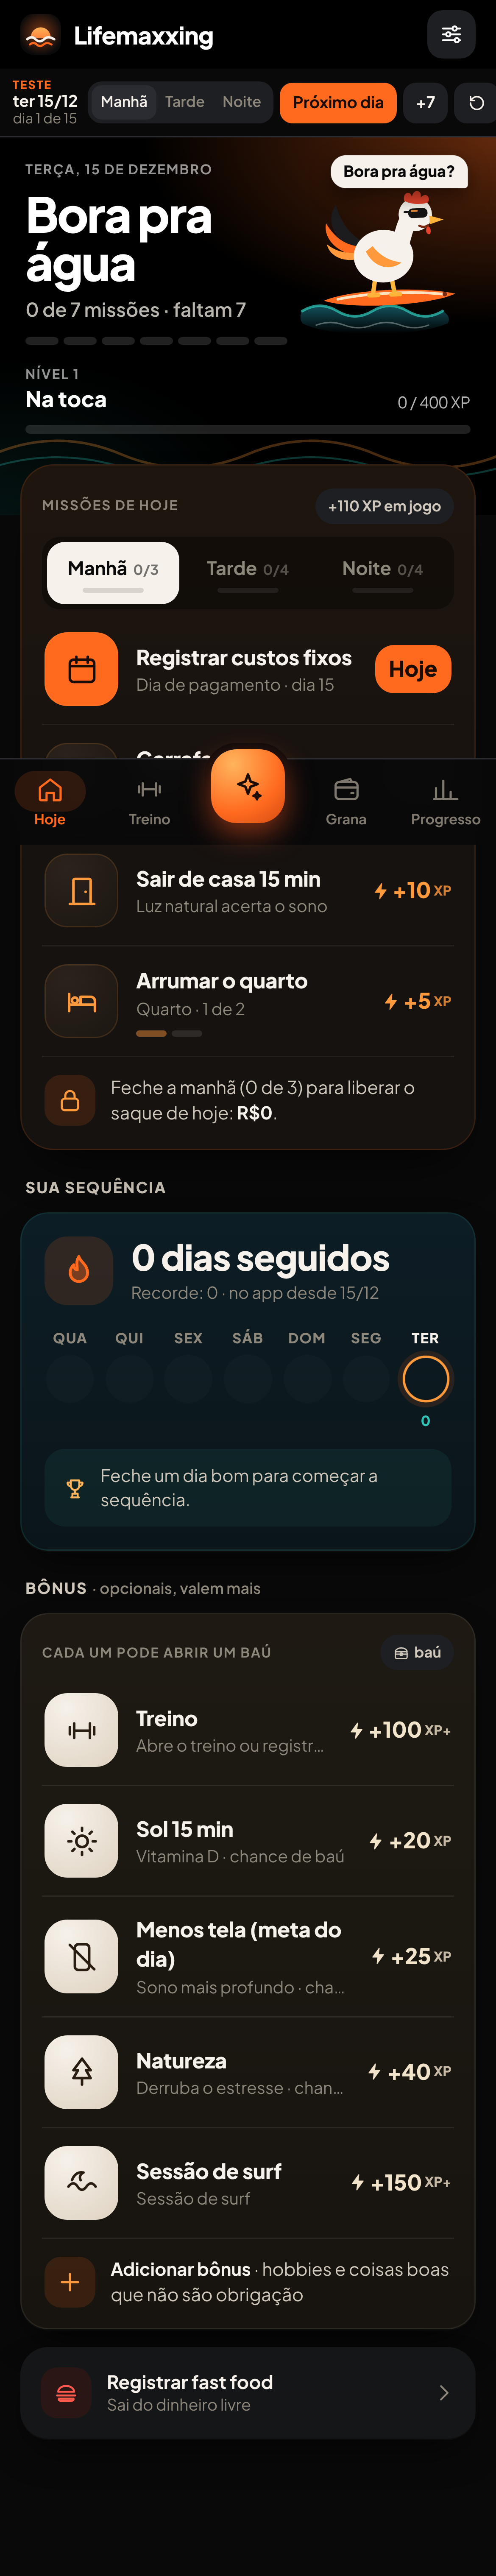 Lifemaxxing
TESTE
ter 15/12
dia 1 de 15
Manhã
Tarde
Noite
Próximo dia
+7
TERÇA, 15 DE DEZEMBRO
Bora pra água?
Bora pra
água
0 de 7 missões · faltam 7
NÍVEL 1
Na toca
0 / 400 XP
MISSÕES DE HOJE
+110 XP em jogo
Manhã 0/3
Tarde 0/4
Noite 0/4
Registrar custos fixos
Dia de pagamento · dia 15
Hoje
Hoje
Treino
Grana
Progresso
Sair de casa 15 min
Luz natural acerta o sono
+10 XP
Arrumar o quarto
Quarto · 1 de 2
+5 XP
Feche a manhã (0 de 3) para liberar o
saque de hoje: R$0.
SUA SEQUÊNCIA
0 dias seguidos
Recorde: 0 · no app desde 15/12
QUA QUI SEX SÁB DOM SEG TER
0
Feche um dia bom para começar a
sequência.
BÔNUS · opcionais, valem mais
CADA UM PODE ABRIR UM BAÚ
baú
Treino
Abre o treino ou registr...
+100 XP+
Sol 15 min
Vitamina D · chance de baú
+20 XP
Menos tela (meta do
dia)
Sono mais profundo · cha...
+25 XP
Natureza
Derruba o estresse · chan...
+40 XP
Sessão de surf
Sessão de surf
+150 XP+
Adicionar bônus · hobbies e coisas boas
que não são obrigação
Registrar fast food
Sai do dinheiro livre